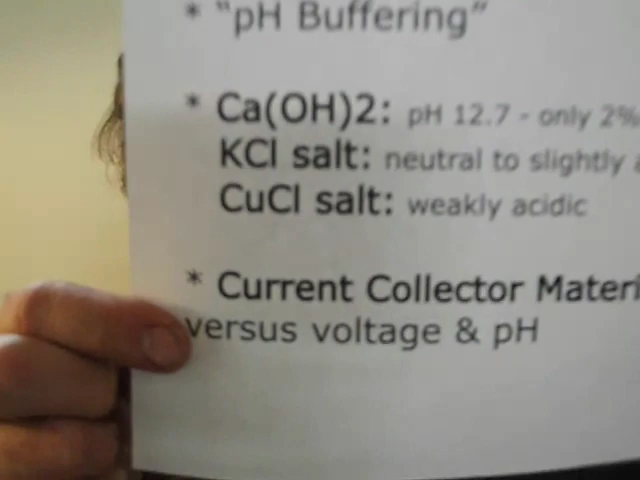 * "pH Buffering"
* Ca(OH)2: pH 12.7 - only 2%
KCl salt: neutral to slightly a
CuCl salt: weakly acidic
* Current Collector Materi
versus voltage & pH